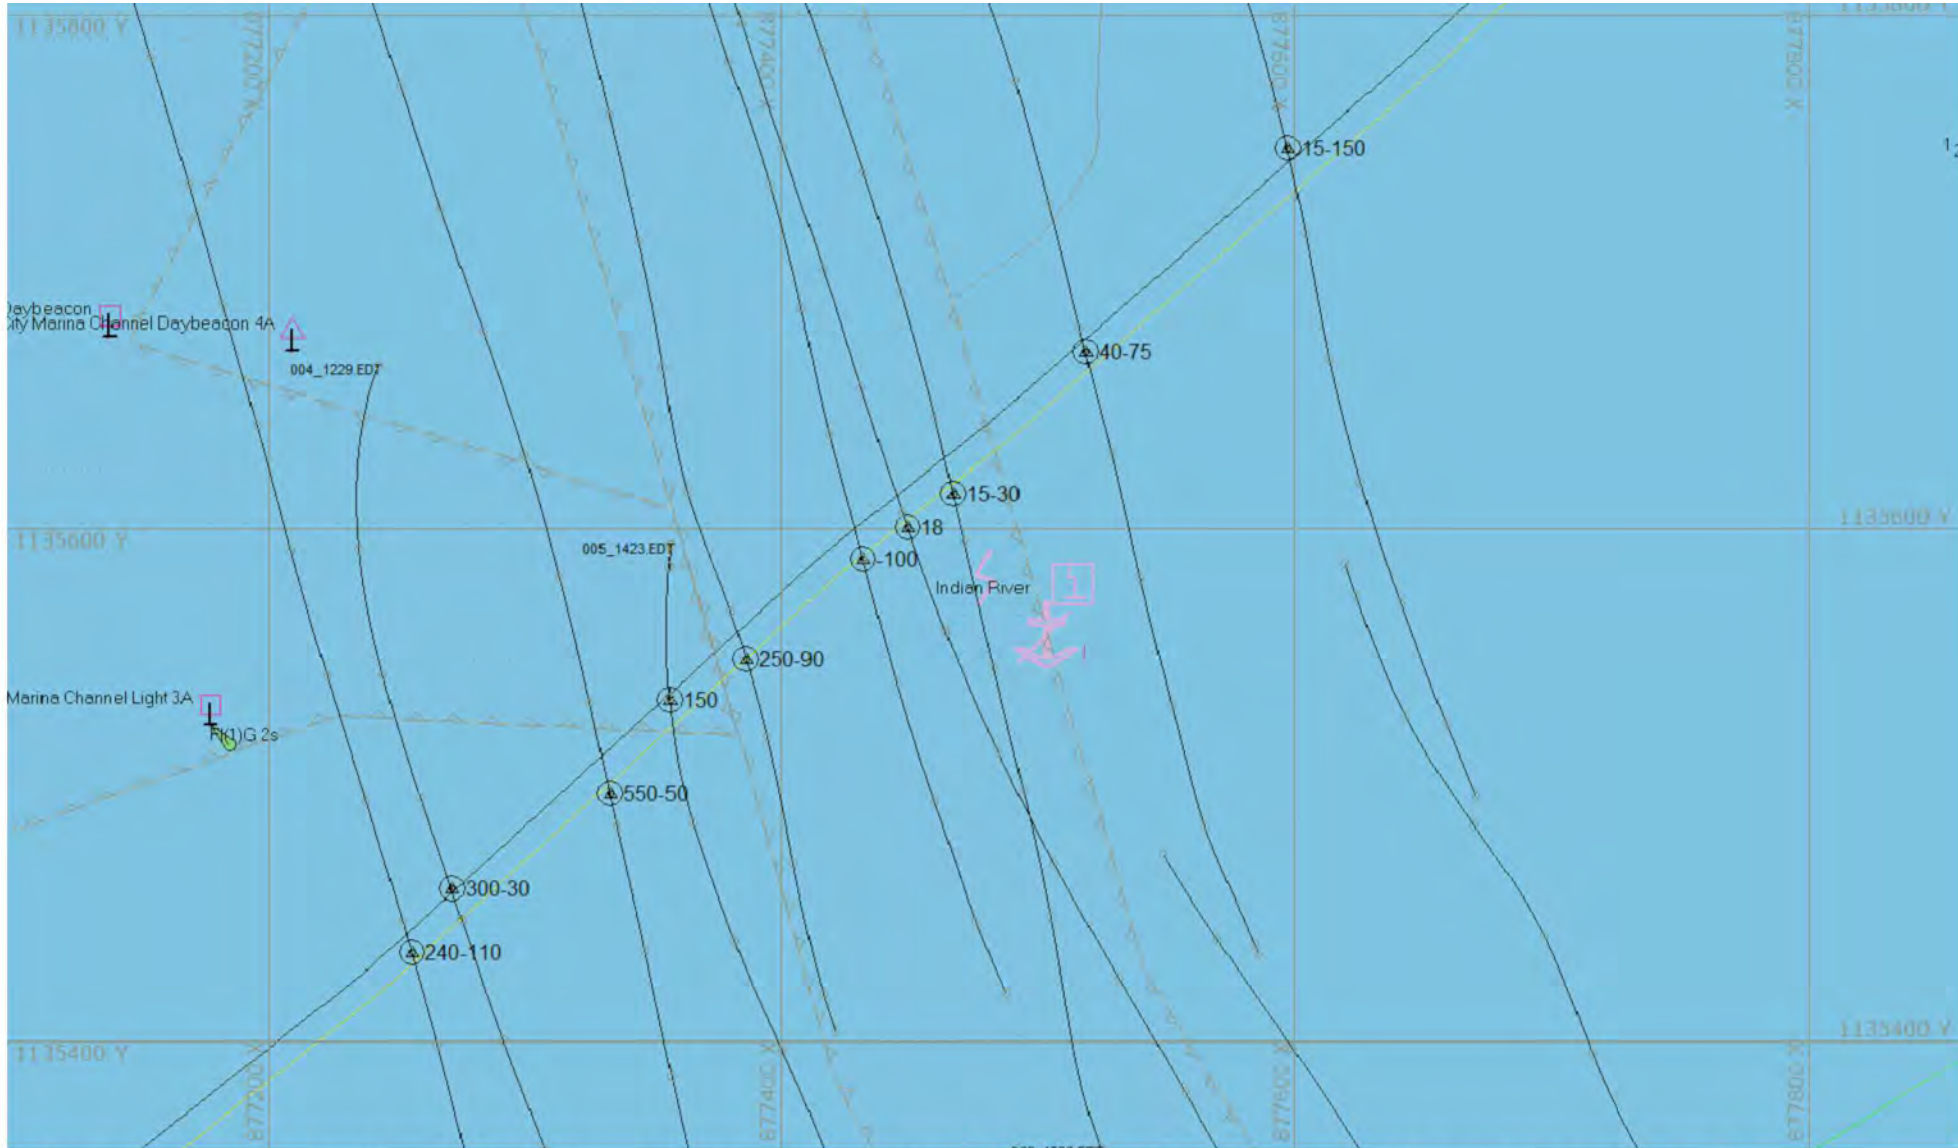 1135800 Y
877200 X
877400 X
877600 X
877800 X
15-150
1
Daybeacon
City Marina Channel Daybeacon 4A
004_1229.EDT
40-75
15-30
1135600 Y
18
1135600 Y
005_1423.EDT
-100
Indian River
1
250-90
Marina Channel Light 3A
150
Fl(1)G 2s
550-50
300-30
240-110
1135400 Y
1135400 Y
877200 X
877400 X
877600 X
877800 X